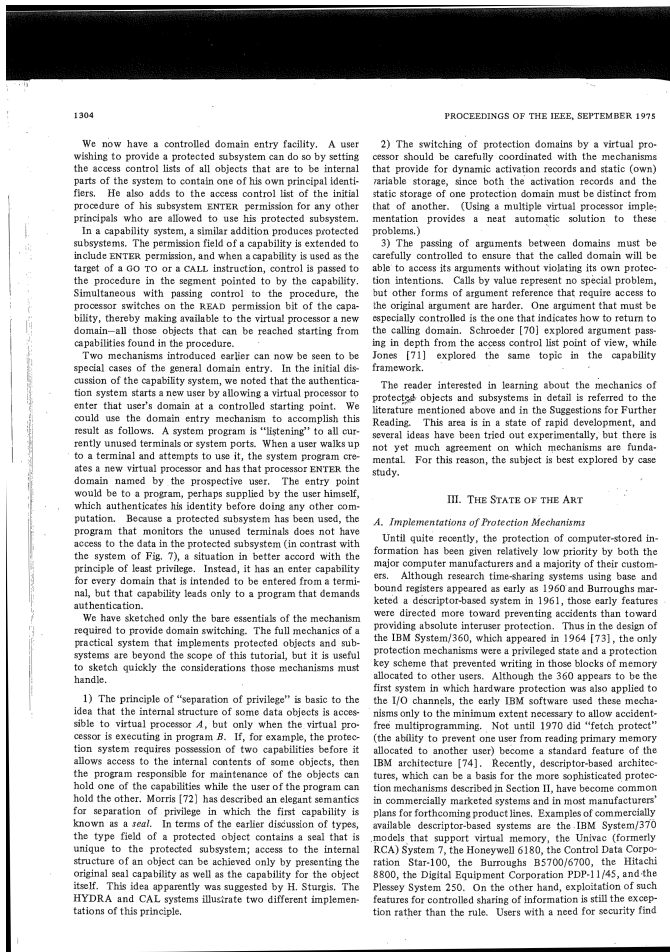 1304
PROCEEDINGS OF THE IEEE, SEPTEMBER 1975
We now have a controlled domain entry facility. A user
wishing to provide a protected subsystem can do so by setting
the access control lists of all objects that are to be internal
parts of the system to contain one of his own principal identi-
fiers. He also adds to the access control list of the initial
procedure of his subsystem ENTER permission for any other
principals who are allowed to use his protected subsystem.
In a capability system, a similar addition produces protected
subsystems. The permission field of a capability is extended to
include ENTER permission, and when a capability is used as the
target of a GO TO or a CALL instruction, control is passed to
the procedure in the segment pointed to by the capability.
Simultaneous with passing control to the procedure, the
processor switches on the READ permission bit of the capa-
bility, thereby making available to the virtual processor a new
domain—all those objects that can be reached starting from
capabilities found in the procedure.
Two mechanisms introduced earlier can now be seen to be
special cases of the general domain entry. In the initial dis-
cussion of the capability system, we noted that the authentica-
tion system starts a new user by allowing a virtual processor to
enter that user's domain at a controlled starting point. We
could use the domain entry mechanism to accomplish this
result as follows. A system program is "listening" to all cur-
rently unused terminals or system ports. When a user walks up
to a terminal and attempts to use it, the system program cre-
ates a new virtual processor and has that processor ENTER the
domain named by the prospective user. The entry point
would be to a program, perhaps supplied by the user himself,
which authenticates his identity before doing any other com-
putation. Because a protected subsystem has been used, the
program that monitors the unused terminals does not have
access to the data in the protected subsystem (in contrast with
the system of Fig. 7), a situation in better accord with the
principle of least privilege. Instead, it has an enter capability
for every domain that is intended to be entered from a termi-
nal, but that capability leads only to a program that demands
authentication.
We have sketched only the bare essentials of the mechanism
required to provide domain switching. The full mechanics of a
practical system that implements protected objects and sub-
systems are beyond the scope of this tutorial, but it is useful
to sketch quickly the considerations those mechanisms must
handle.
1) The principle of "separation of privilege" is basic to the
idea that the internal structure of some data objects is acces-
sible to virtual processor A, but only when the virtual pro-
cessor is executing in program B. If, for example, the protec-
tion system requires possession of two capabilities before it
allows access to the internal contents of some objects, then
the program responsible for maintenance of the objects can
hold one of the capabilities while the user of the program can
hold the other. Morris [72] has described an elegant semantics
for separation of privilege in which the first capability is
known as a seal. In terms of the earlier discussion of types,
the type field of a protected object contains a seal that is
unique to the protected subsystem; access to the internal
structure of an object can be achieved only by presenting the
original seal capability as well as the capability for the object
itself. This idea apparently was suggested by H. Sturgis. The
HYDRA and CAL systems illustrate two different implemen-
tations of this principle.
2) The switching of protection domains by a virtual pro-
cessor should be carefully coordinated with the mechanisms
that provide for dynamic activation records and static (own)
variable storage, since both the activation records and the
static storage of one protection domain must be distinct from
that of another. (Using a multiple virtual processor imple-
mentation provides a neat automatic solution to these
problems.)
3) The passing of arguments between domains must be
carefully controlled to ensure that the called domain will be
able to access its arguments without violating its own protec-
tion intentions. Calls by value represent no special problem,
but other forms of argument reference that require access to
the original argument are harder. One argument that must be
especially controlled is the one that indicates how to return to
the calling domain. Schroeder [70] explored argument pass-
ing in depth from the access control list point of view, while
Jones [71] explored the same topic in the capability
framework.
The reader interested in learning about the mechanics of
protected objects and subsystems in detail is referred to the
literature mentioned above and in the Suggestions for Further
Reading. This area is in a state of rapid development, and
several ideas have been tried out experimentally, but there is
not yet much agreement on which mechanisms are funda-
mental. For this reason, the subject is best explored by case
study.
III. THE STATE OF THE ART
A. Implementations of Protection Mechanisms
Until quite recently, the protection of computer-stored in-
formation has been given relatively low priority by both the
major computer manufacturers and a majority of their custom-
ers. Although research time-sharing systems using base and
bound registers appeared as early as 1960 and Burroughs mar-
keted a descriptor-based system in 1961, those early features
were directed more toward preventing accidents than toward
providing absolute interuser protection. Thus in the design of
the IBM System/360, which appeared in 1964 [73], the only
protection mechanisms were a privileged state and a protection
key scheme that prevented writing in those blocks of memory
allocated to other users. Although the 360 appears to be the
first system in which hardware protection was also applied to
the I/O channels, the early IBM software used these mecha-
nisms only to the minimum extent necessary to allow accident-
free multiprogramming. Not until 1970 did "fetch protect"
(the ability to prevent one user from reading primary memory
allocated to another user) become a standard feature of the
IBM architecture [74]. Recently, descriptor-based architec-
tures, which can be a basis for the more sophisticated protec-
tion mechanisms described in Section II, have become common
in commercially marketed systems and in most manufacturers'
plans for forthcoming product lines. Examples of commercially
available descriptor-based systems are the IBM System/370
models that support virtual memory, the Univac (formerly
RCA) System 7, the Honeywell 6180, the Control Data Corpo-
ration Star-100, the Burroughs B5700/6700, the Hitachi
8800, the Digital Equipment Corporation PDP-11/45, and the
Plessey System 250. On the other hand, exploitation of such
features for controlled sharing of information is still the excep-
tion rather than the rule. Users with a need for security find